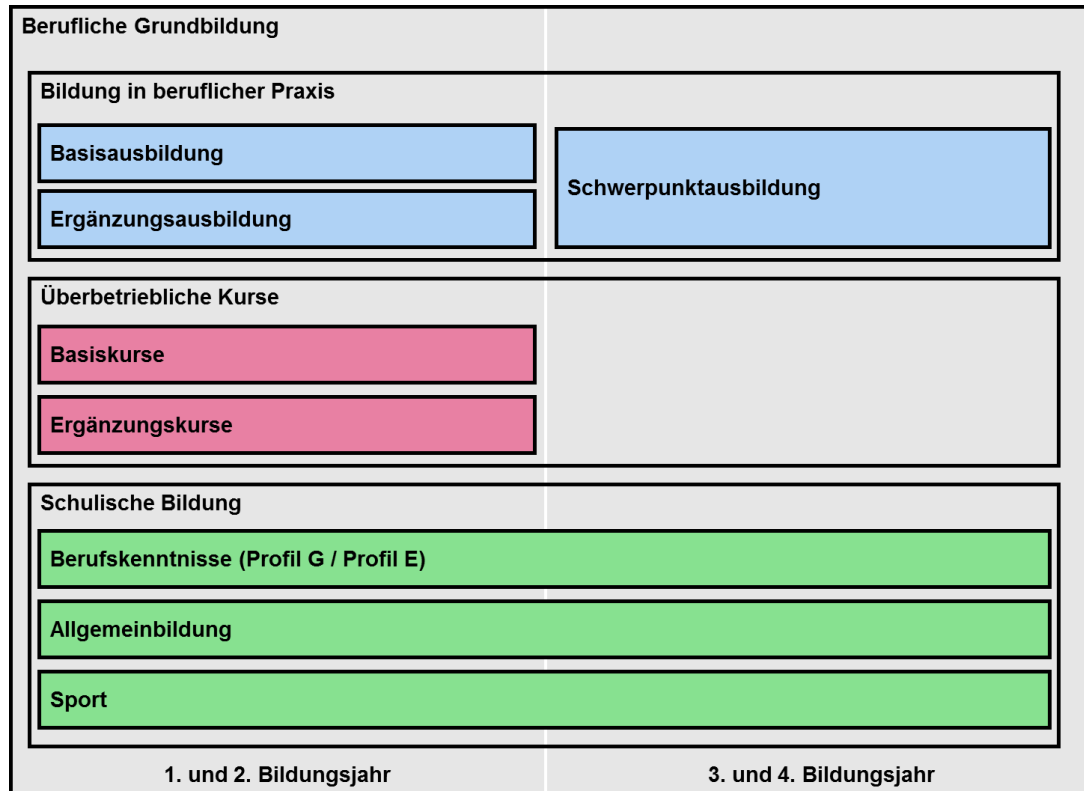 Berufliche Grundbildung
Bildung in beruflicher Praxis
Basisausbildung
Ergänzungsausbildung
Schwerpunktausbildung
Überbetriebliche Kurse
Basiskurse
Ergänzungskurse
Schulische Bildung
Berufskenntnisse (Profil G / Profil E)
Allgemeinbildung
Sport
1. und 2. Bildungsjahr
3. und 4. Bildungsjahr